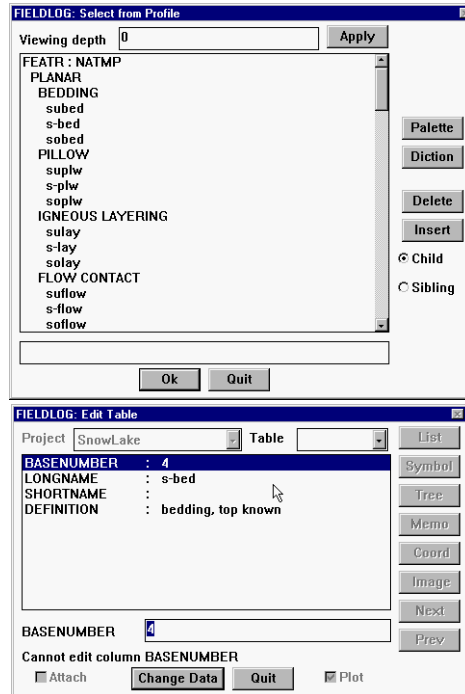 FIELDLOG: Select from Profile
Viewing depth 0 Apply
FEATR : NATMP
PLANAR
BEDDING
subed
s-bed
sobed
PILLOW
suplw
s-plw
soplw
IGNEOUS LAYERING
sulay
s-lay
solay
FLOW CONTACT
suflow
s-flow
soflow
Palette
Diction
Delete
Insert
Child
Sibling
Ok Quit
FIELDLOG: Edit Table
Project SnowLake Table List
BASENUMBER : 4
LONGNAME : s-bed
SHORTNAME :
DEFINITION : bedding, top known
Symbol
Tree
Memo
Coord
Image
Next
Prev
BASENUMBER 4
Cannot edit column BASENUMBER
Attach Change Data Quit Plot